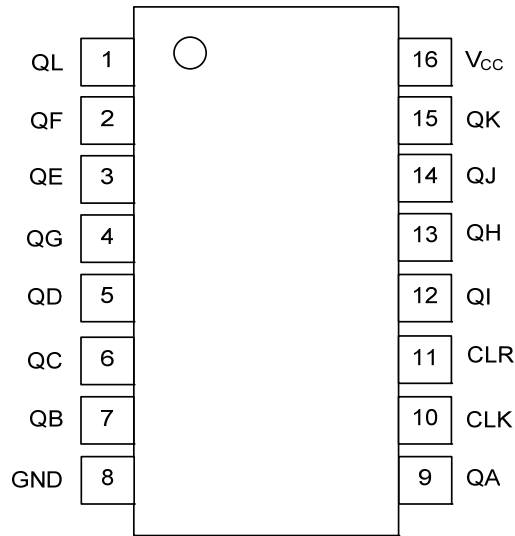 QL 1 16 VCC
QF 2 15 QK
QE 3 14 QJ
QG 4 13 QH
QD 5 12 QI
QC 6 11 CLR
QB 7 10 CLK
GND 8 9 QA